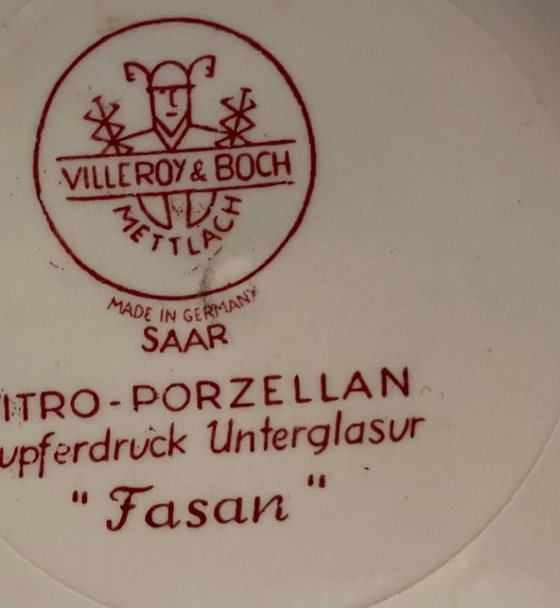 VILLEROY & BOCH
METTLACH
MADE IN GERMANY
SAAR
ITRO-PORZELLAN
upferdruck Unterglasur
"Fasan"